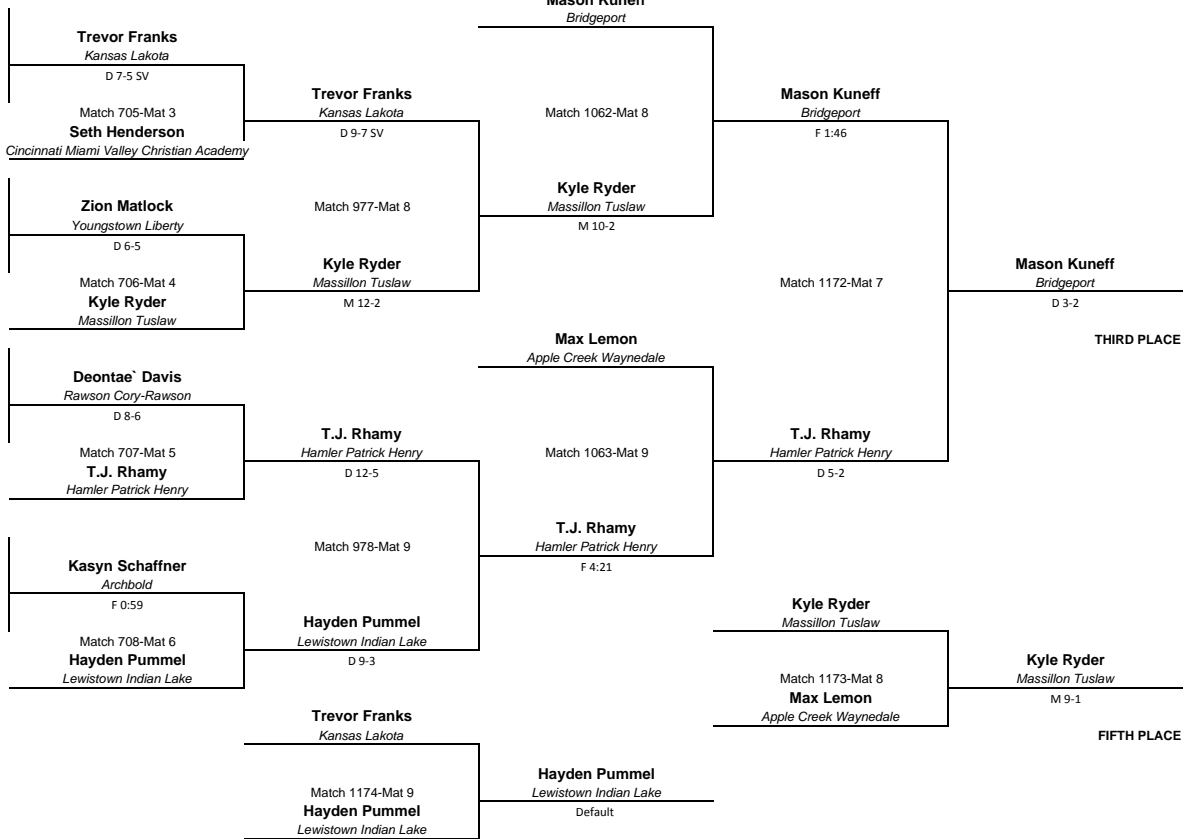 Mason Kuneff
Bridgeport
Trevor Franks
Kansas Lakota
D 7-5 SV
Match 705-Mat 3
Seth Henderson
Cincinnati Miami Valley Christian Academy
Trevor Franks
Kansas Lakota
D 9-7 SV
Match 1062-Mat 8
Mason Kuneff
Bridgeport
F 1:46
Zion Matlock
Youngstown Liberty
D 6-5
Match 706-Mat 4
Kyle Ryder
Massillon Tuslaw
Match 977-Mat 8
Kyle Ryder
Massillon Tuslaw
M 12-2
Kyle Ryder
Massillon Tuslaw
M 10-2
Match 1172-Mat 7
Mason Kuneff
Bridgeport
D 3-2
THIRD PLACE
Max Lemon
Apple Creek Waynedale
Deontae` Davis
Rawson Cory-Rawson
D 8-6
Match 707-Mat 5
T.J. Rhamy
Hamler Patrick Henry
T.J. Rhamy
Hamler Patrick Henry
D 12-5
Match 1063-Mat 9
T.J. Rhamy
Hamler Patrick Henry
D 5-2
Match 978-Mat 9
T.J. Rhamy
Hamler Patrick Henry
F 4:21
Kasyn Schaffner
Archbold
F 0:59
Match 708-Mat 6
Hayden Pummel
Lewistown Indian Lake
Hayden Pummel
Lewistown Indian Lake
D 9-3
Kyle Ryder
Massillon Tuslaw
Match 1173-Mat 8
Max Lemon
Apple Creek Waynedale
Kyle Ryder
Massillon Tuslaw
M 9-1
FIFTH PLACE
Trevor Franks
Kansas Lakota
Match 1174-Mat 9
Hayden Pummel
Lewistown Indian Lake
Hayden Pummel
Lewistown Indian Lake
Default